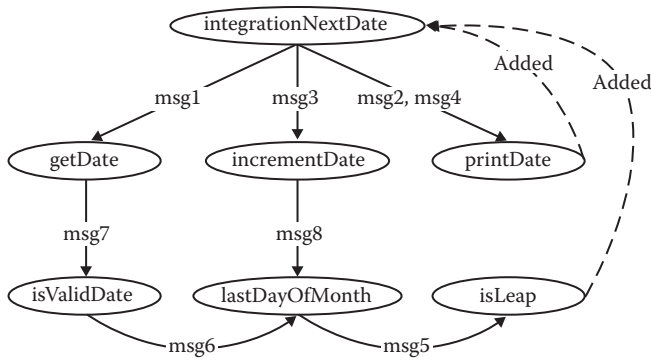 integrationNextDate
Added
Added
msg1
msg3
msg2, msg4
getDate
incrementDate
printDate
msg7
msg8
isValidDate
lastDayOfMonth
isLeap
msg6
msg5